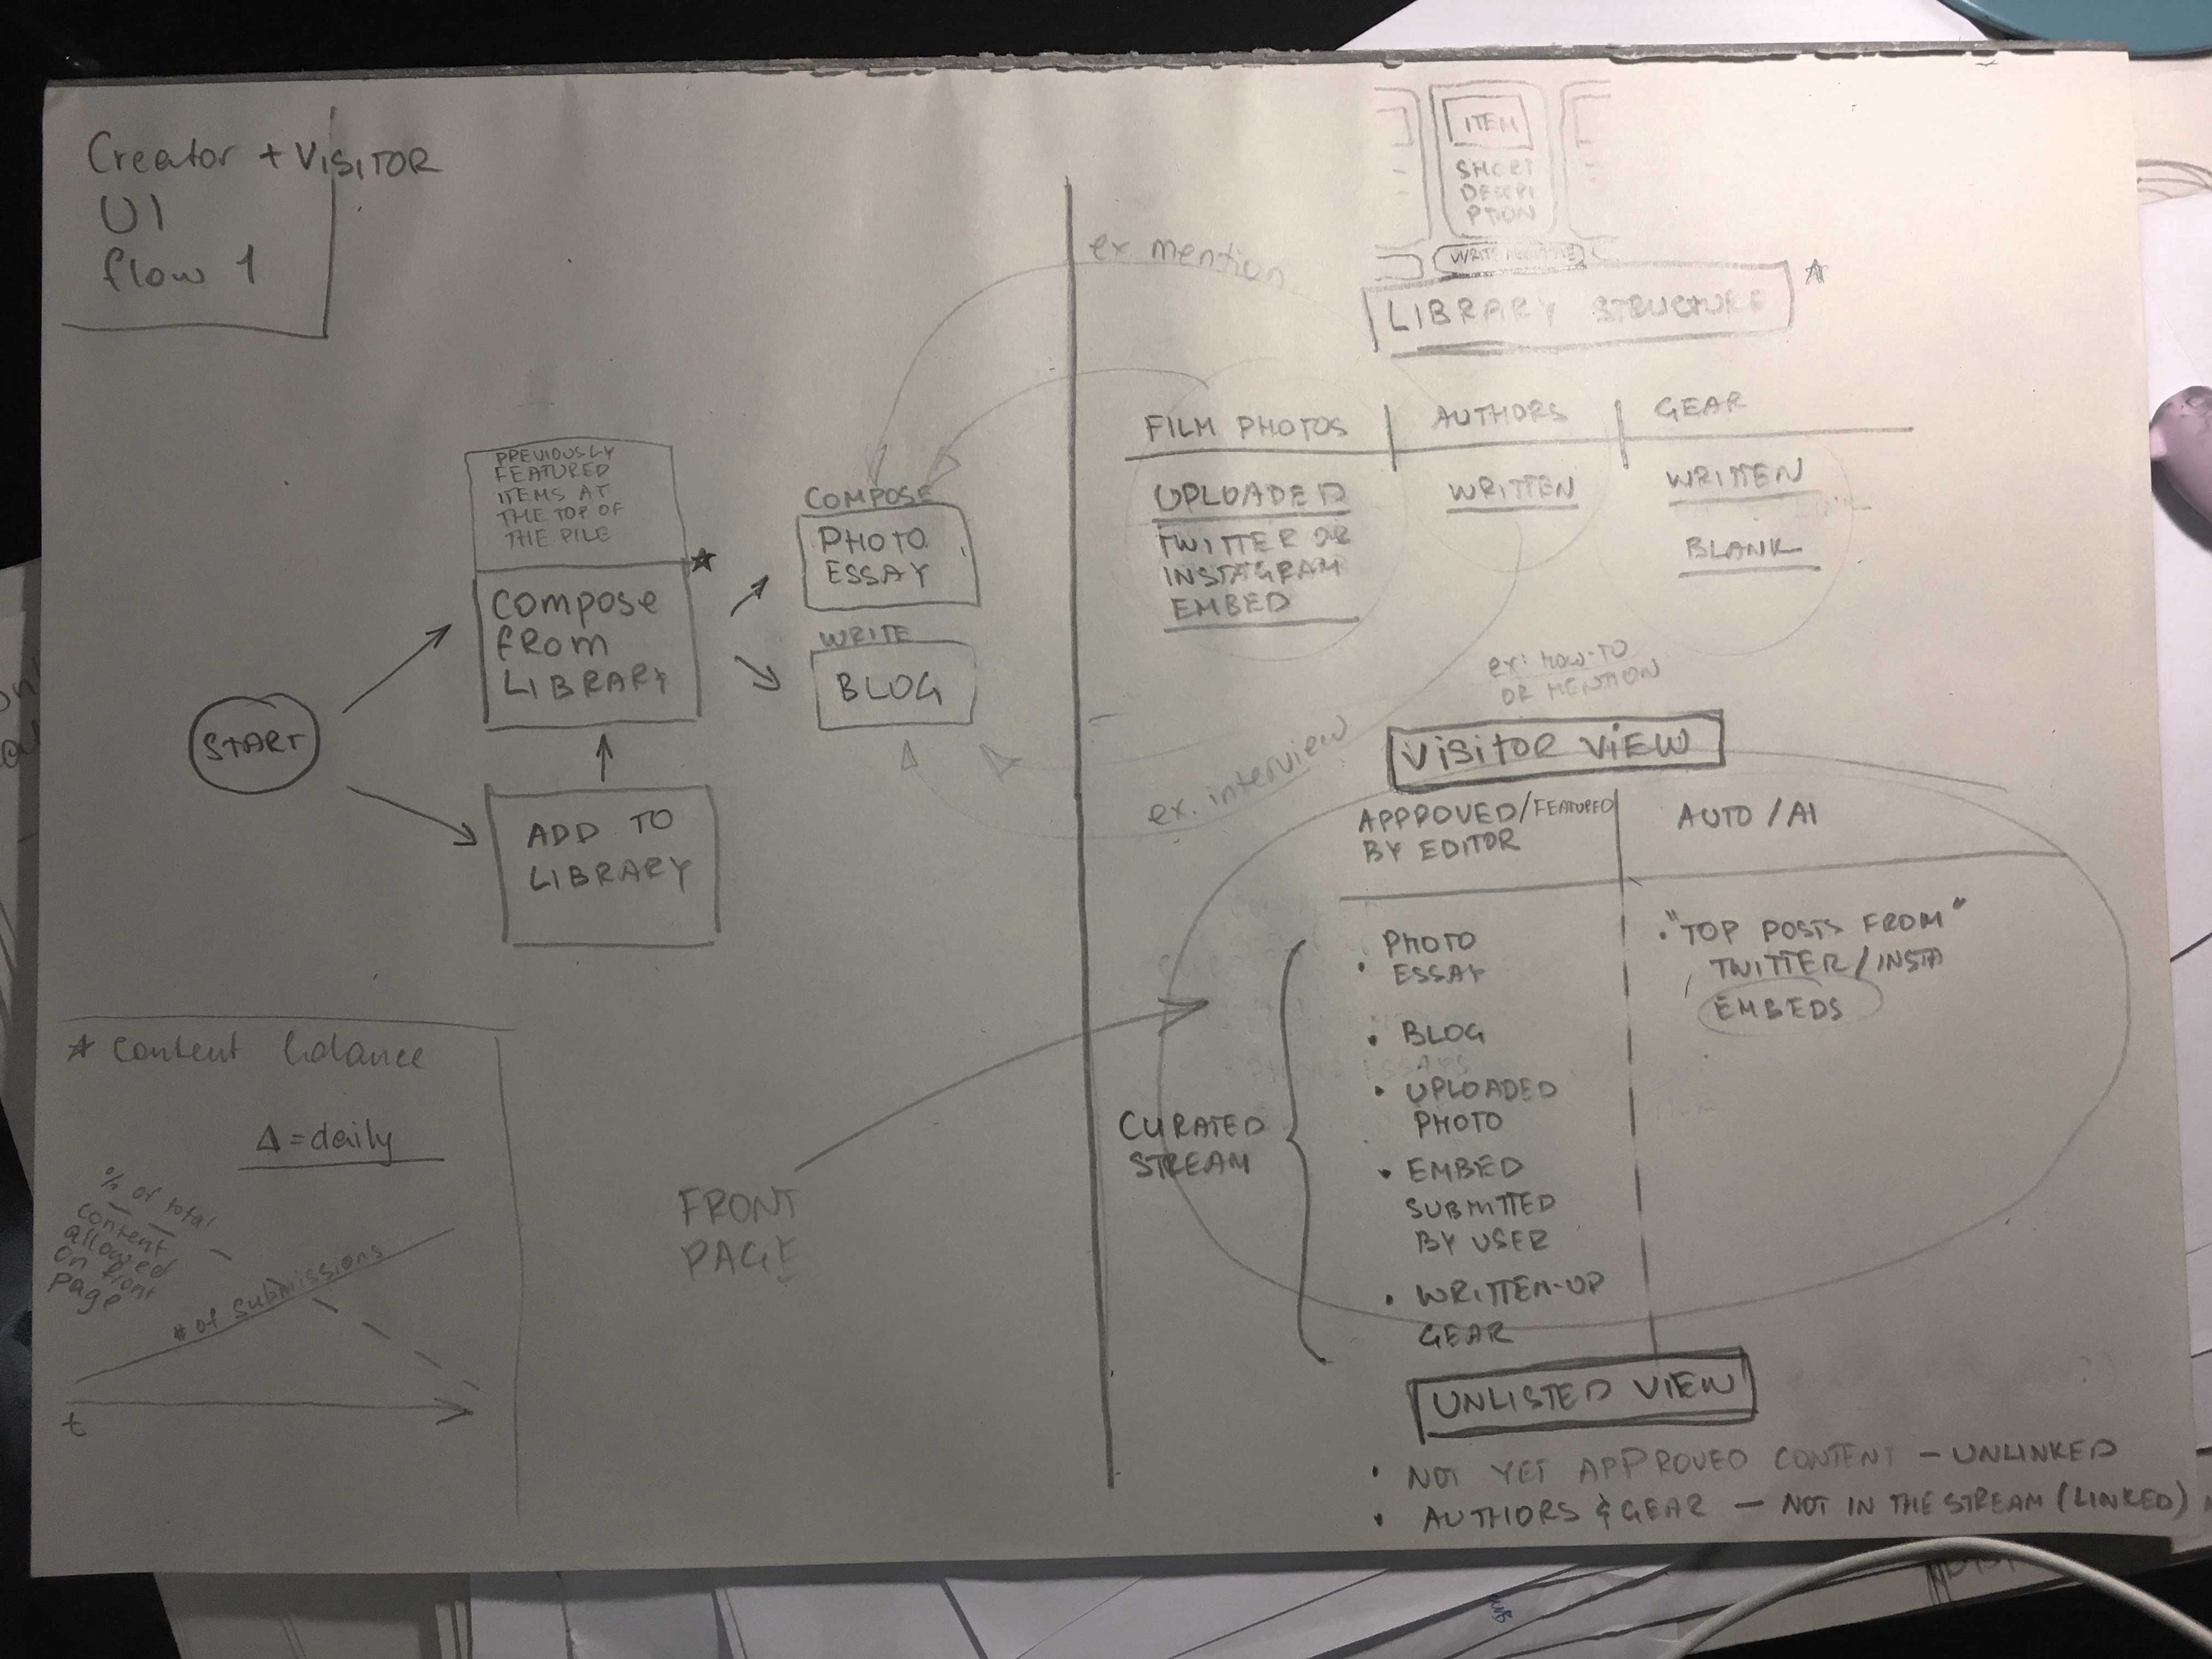 Creator + VISITOR
UI
flow 1
PREVIOUSLY
FEATURED
ITEMS AT
THE TOP OF
THE PILE
COMPOSE
FROM
LIBRARY
START
ADD TO
LIBRARY
COMPOSE
PHOTO
ESSAY
WRITE
BLOG
* Content balance
Δ = daily
% of total
content
allowed
on front
page
# of submissions
t
FRONT
PAGE
ITEM
SHORT
DESCRI
PTION
WRITE
LIBRARY STRUCTURE
ex. mention
FILM PHOTOS
AUTHORS
GEAR
UPLOADED
TWITTER OR
INSTAGRAM
EMBED
WRITTEN
WRITTEN
BLANK
ex: HOW-TO
OR MENTION
ex. interview
VISITOR VIEW
APPROVED/FEATURED
BY EDITOR
AUTO / AI
CURATED
STREAM
• PHOTO
ESSAY
• BLOG
• UPLOADED
PHOTO
• EMBED
SUBMITTED
BY USER
• WRITTEN-UP
GEAR
• "TOP POSTS FROM"
TWITTER / INSTA
EMBEDS
UNLISTED VIEW
• NOT YET APPROVED CONTENT – UNLINKED
• AUTHORS & GEAR — NOT IN THE STREAM (LINKED)